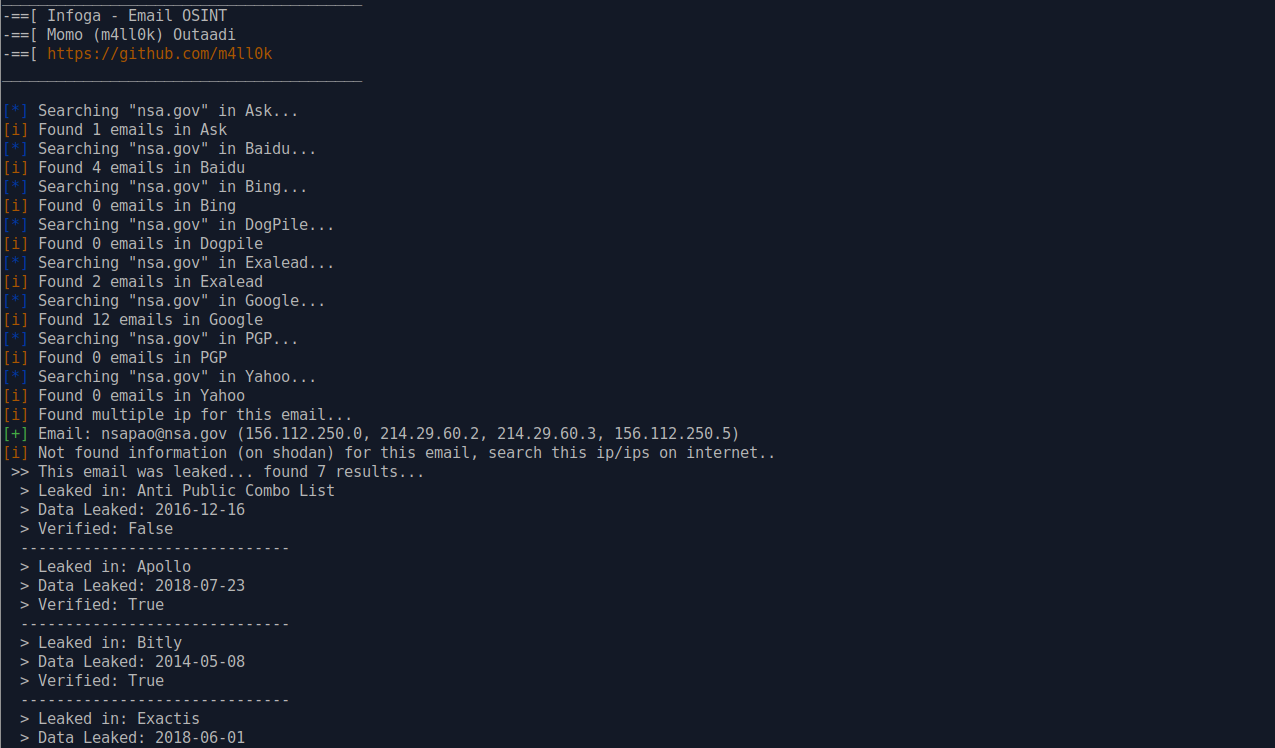 -==[ Infoga - Email OSINT
-==[ Momo (m4ll0k) Outaadi
-==[ https://github.com/m4ll0k
________________________________________
[*] Searching "nsa.gov" in Ask...
[i] Found 1 emails in Ask
[*] Searching "nsa.gov" in Baidu...
[i] Found 4 emails in Baidu
[*] Searching "nsa.gov" in Bing...
[i] Found 0 emails in Bing
[*] Searching "nsa.gov" in DogPile...
[i] Found 0 emails in Dogpile
[*] Searching "nsa.gov" in Exalead...
[i] Found 2 emails in Exalead
[*] Searching "nsa.gov" in Google...
[i] Found 12 emails in Google
[*] Searching "nsa.gov" in PGP...
[i] Found 0 emails in PGP
[*] Searching "nsa.gov" in Yahoo...
[i] Found 0 emails in Yahoo
[i] Found multiple ip for this email...
[+] Email: nsapao@nsa.gov (156.112.250.0, 214.29.60.2, 214.29.60.3, 156.112.250.5)
[i] Not found information (on shodan) for this email, search this ip/ips on internet..
 >> This email was leaked... found 7 results...
  > Leaked in: Anti Public Combo List
  > Data Leaked: 2016-12-16
  > Verified: False
  ------------------------------
  > Leaked in: Apollo
  > Data Leaked: 2018-07-23
  > Verified: True
  ------------------------------
  > Leaked in: Bitly
  > Data Leaked: 2014-05-08
  > Verified: True
  ------------------------------
  > Leaked in: Exactis
  > Data Leaked: 2018-06-01